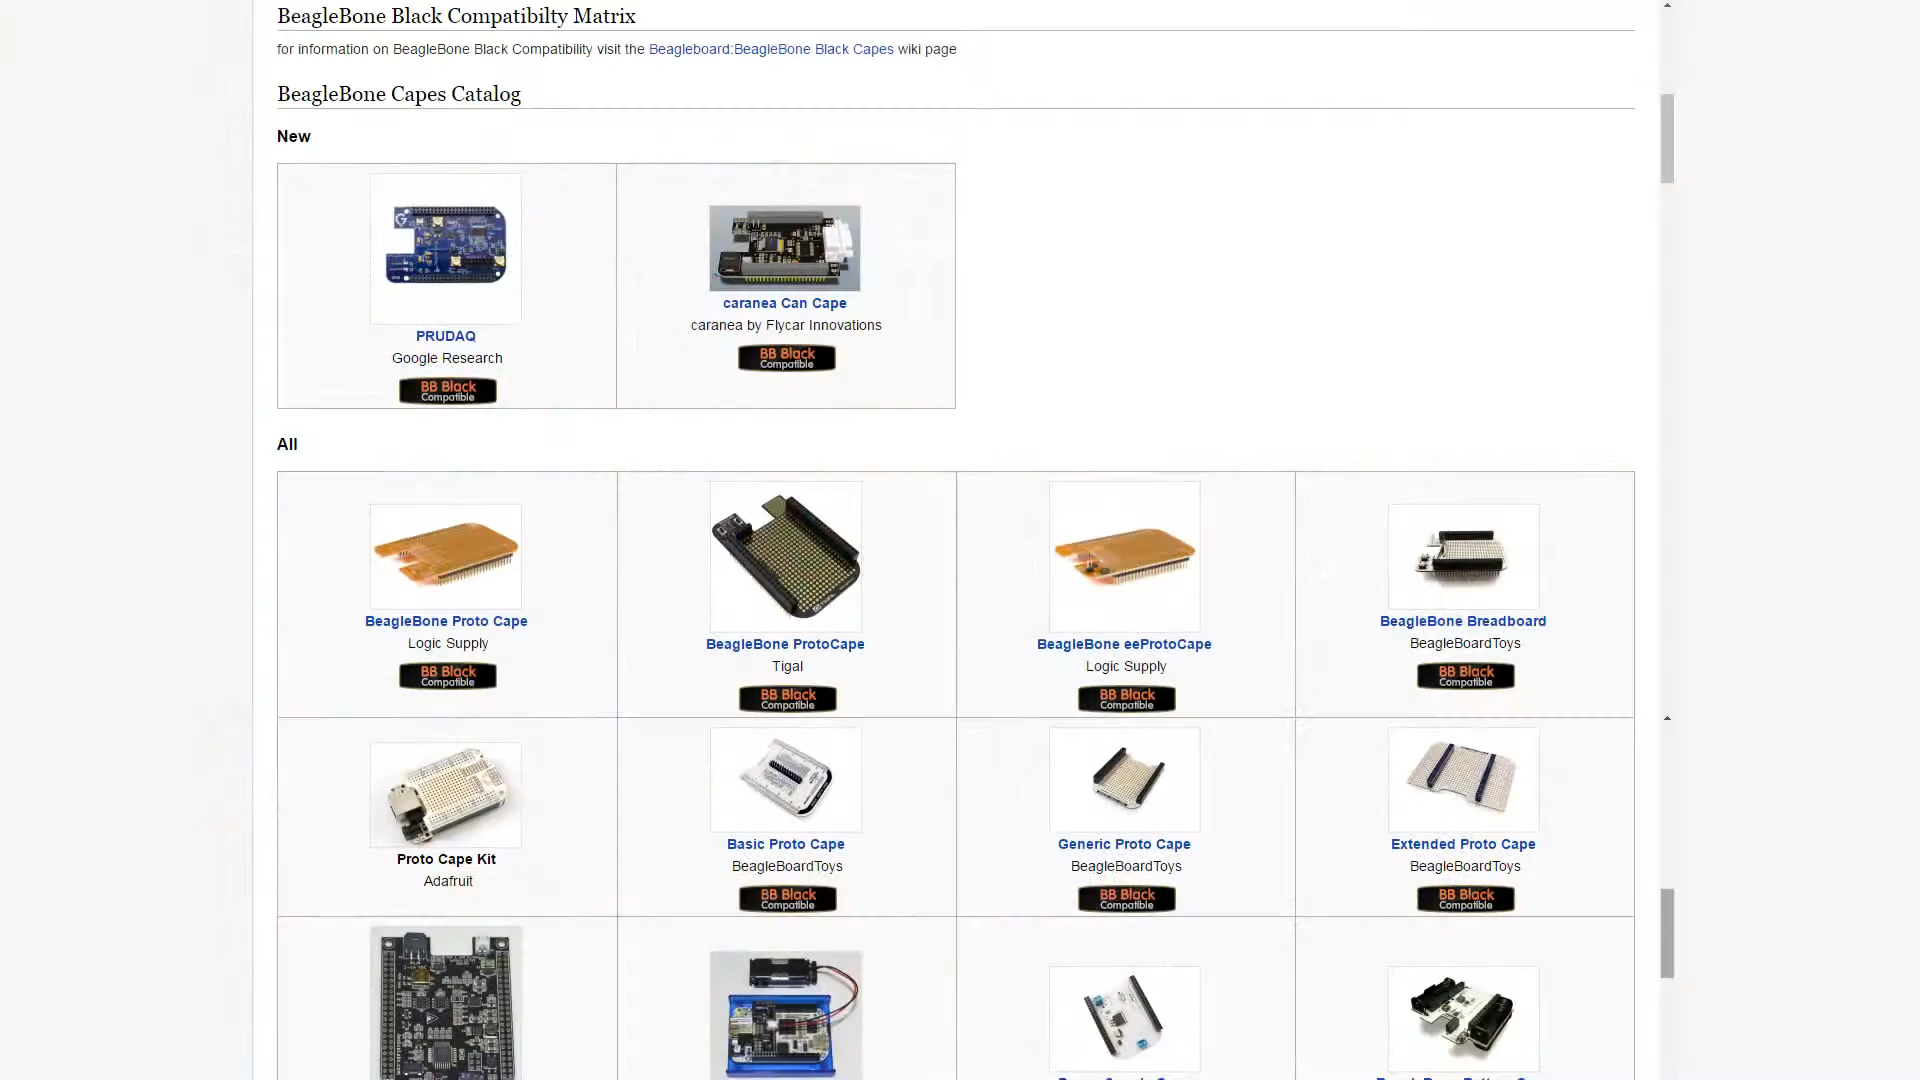 BeagleBone Black Compatibilty Matrix
for information on BeagleBone Black Compatibility visit the Beagleboard:BeagleBone Black Capes wiki page
BeagleBone Capes Catalog
New
PRUDAQ
Google Research
BB Black
Compatible
caranea Can Cape
caranea by Flycar Innovations
BB Black
Compatible
All
BeagleBone Proto Cape
Logic Supply
BB Black
Compatible
BeagleBone ProtoCape
Tigal
BB Black
Compatible
BeagleBone eeProtoCape
Logic Supply
BB Black
Compatible
BeagleBone Breadboard
BeagleBoardToys
BB Black
Compatible
Proto Cape Kit
Adafruit
Basic Proto Cape
BeagleBoardToys
BB Black
Compatible
Generic Proto Cape
BeagleBoardToys
BB Black
Compatible
Extended Proto Cape
BeagleBoardToys
BB Black
Compatible